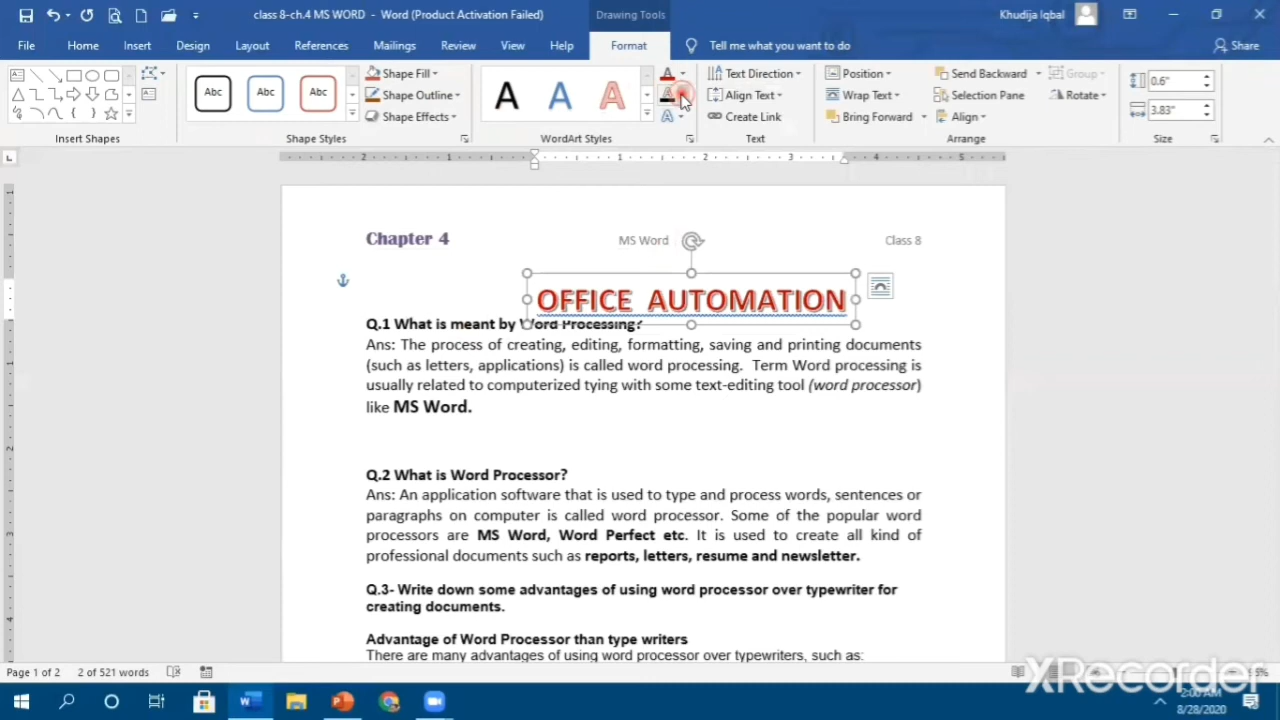 class 8-ch.4 MS WORD - Word (Product Activation Failed)
Drawing Tools
Khudija Iqbal
File Home Insert Design Layout References Mailings Review View Help Format Tell me what you want to do Share
Abc Abc Abc
Shape Fill
Shape Outline
Shape Effects
A A A
A
A
A
Text Direction
Align Text
Create Link
Position
Wrap Text
Bring Forward
Send Backward
Selection Pane
Align
Group
Rotate
0.6"
3.83"
Insert Shapes Shape Styles WordArt Styles Text Arrange Size
2 1 1 2 3 4 5
Chapter 4 MS Word Class 8
OFFICE AUTOMATION
Q.1 What is meant by Word Processing?
Ans: The process of creating, editing, formatting, saving and printing documents
(such as letters, applications) is called word processing. Term Word processing is
usually related to computerized tying with some text-editing tool (word processor)
like MS Word.
Q.2 What is Word Processor?
Ans: An application software that is used to type and process words, sentences or
paragraphs on computer is called word processor. Some of the popular word
processors are MS Word, Word Perfect etc. It is used to create all kind of
professional documents such as reports, letters, resume and newsletter.
Q.3- Write down some advantages of using word processor over typewriter for
creating documents.
Advantage of Word Processor than type writers
There are many advantages of using word processor over typewriters, such as:
Page 1 of 2 2 of 521 words
XRecorder
2:00 AM
8/28/2020